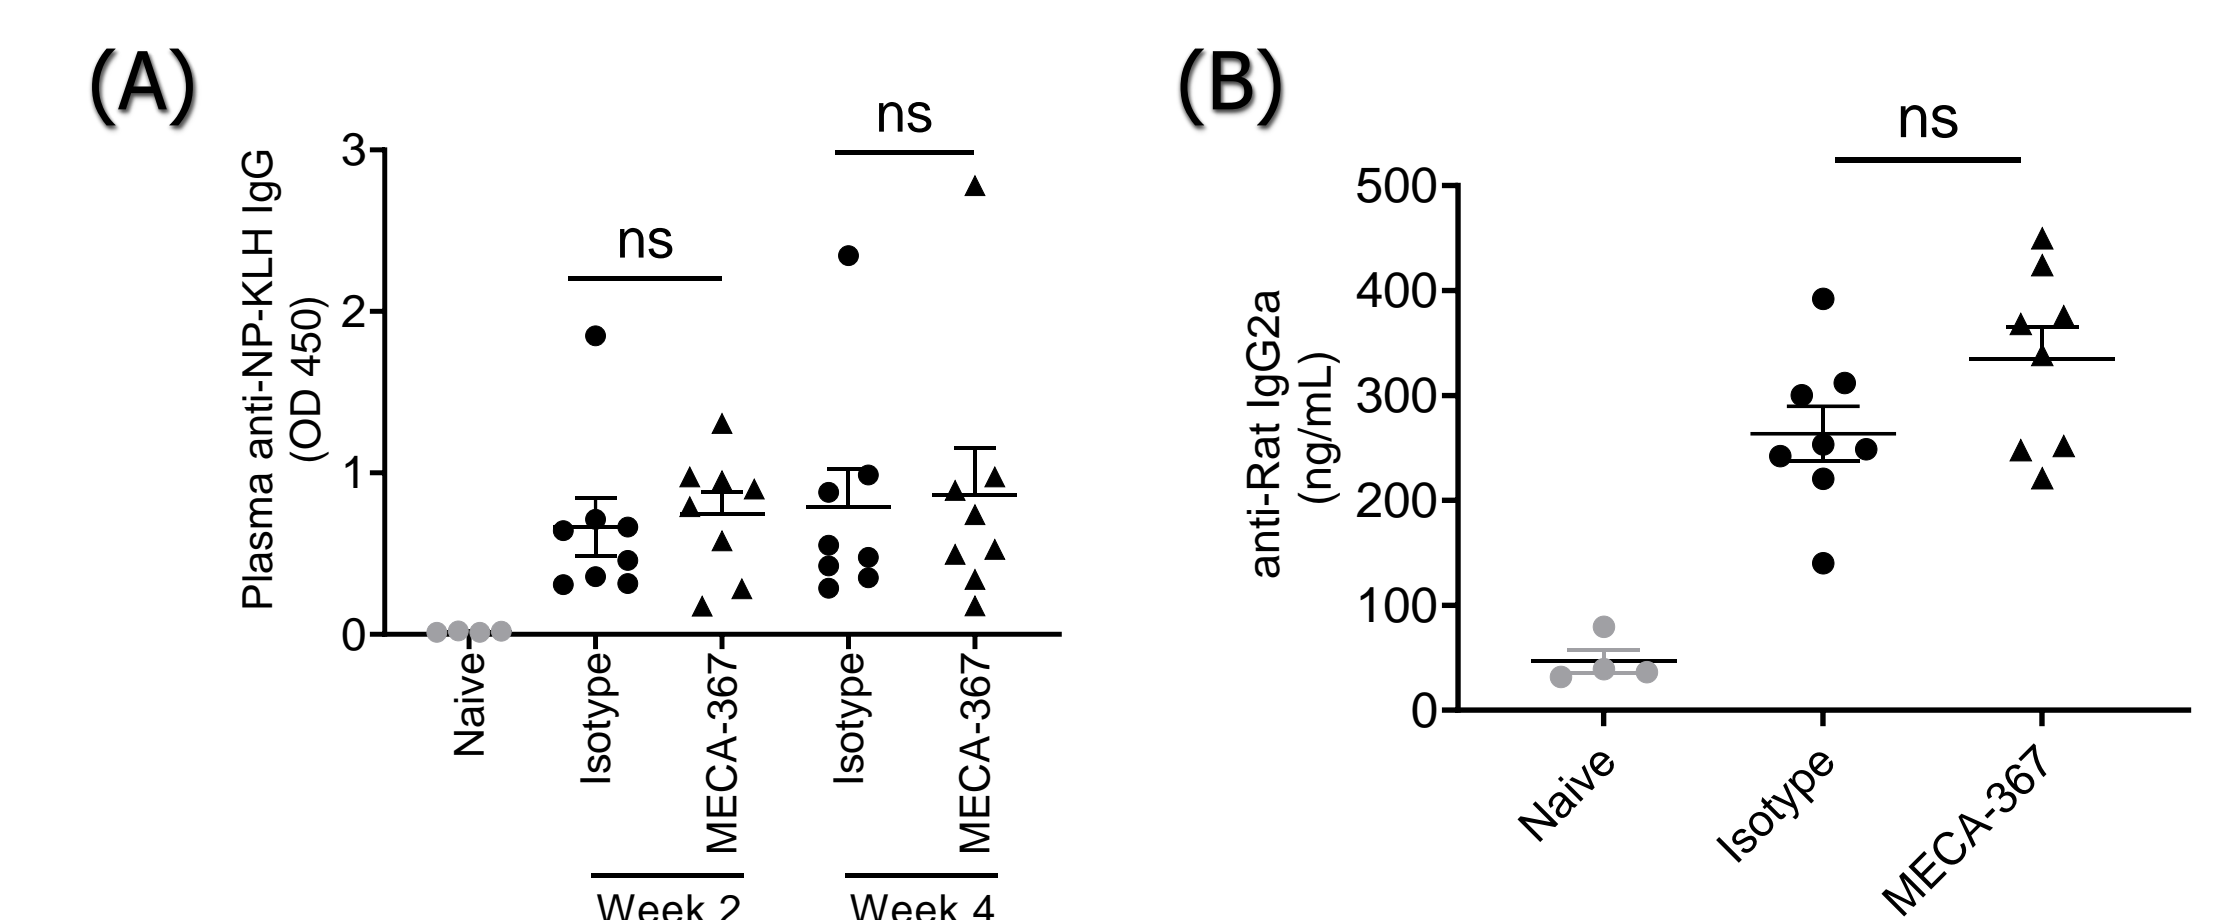 (A)
Plasma anti-NP-KLH IgG
(OD 450)
3
2
1
0
ns
ns
Naive
Isotype
MECA-367
Isotype
MECA-367
Week 2
Week 4
(B)
anti-Rat IgG2a
(ng/mL)
500
400
300
200
100
0
ns
Naive
Isotype
MECA-367